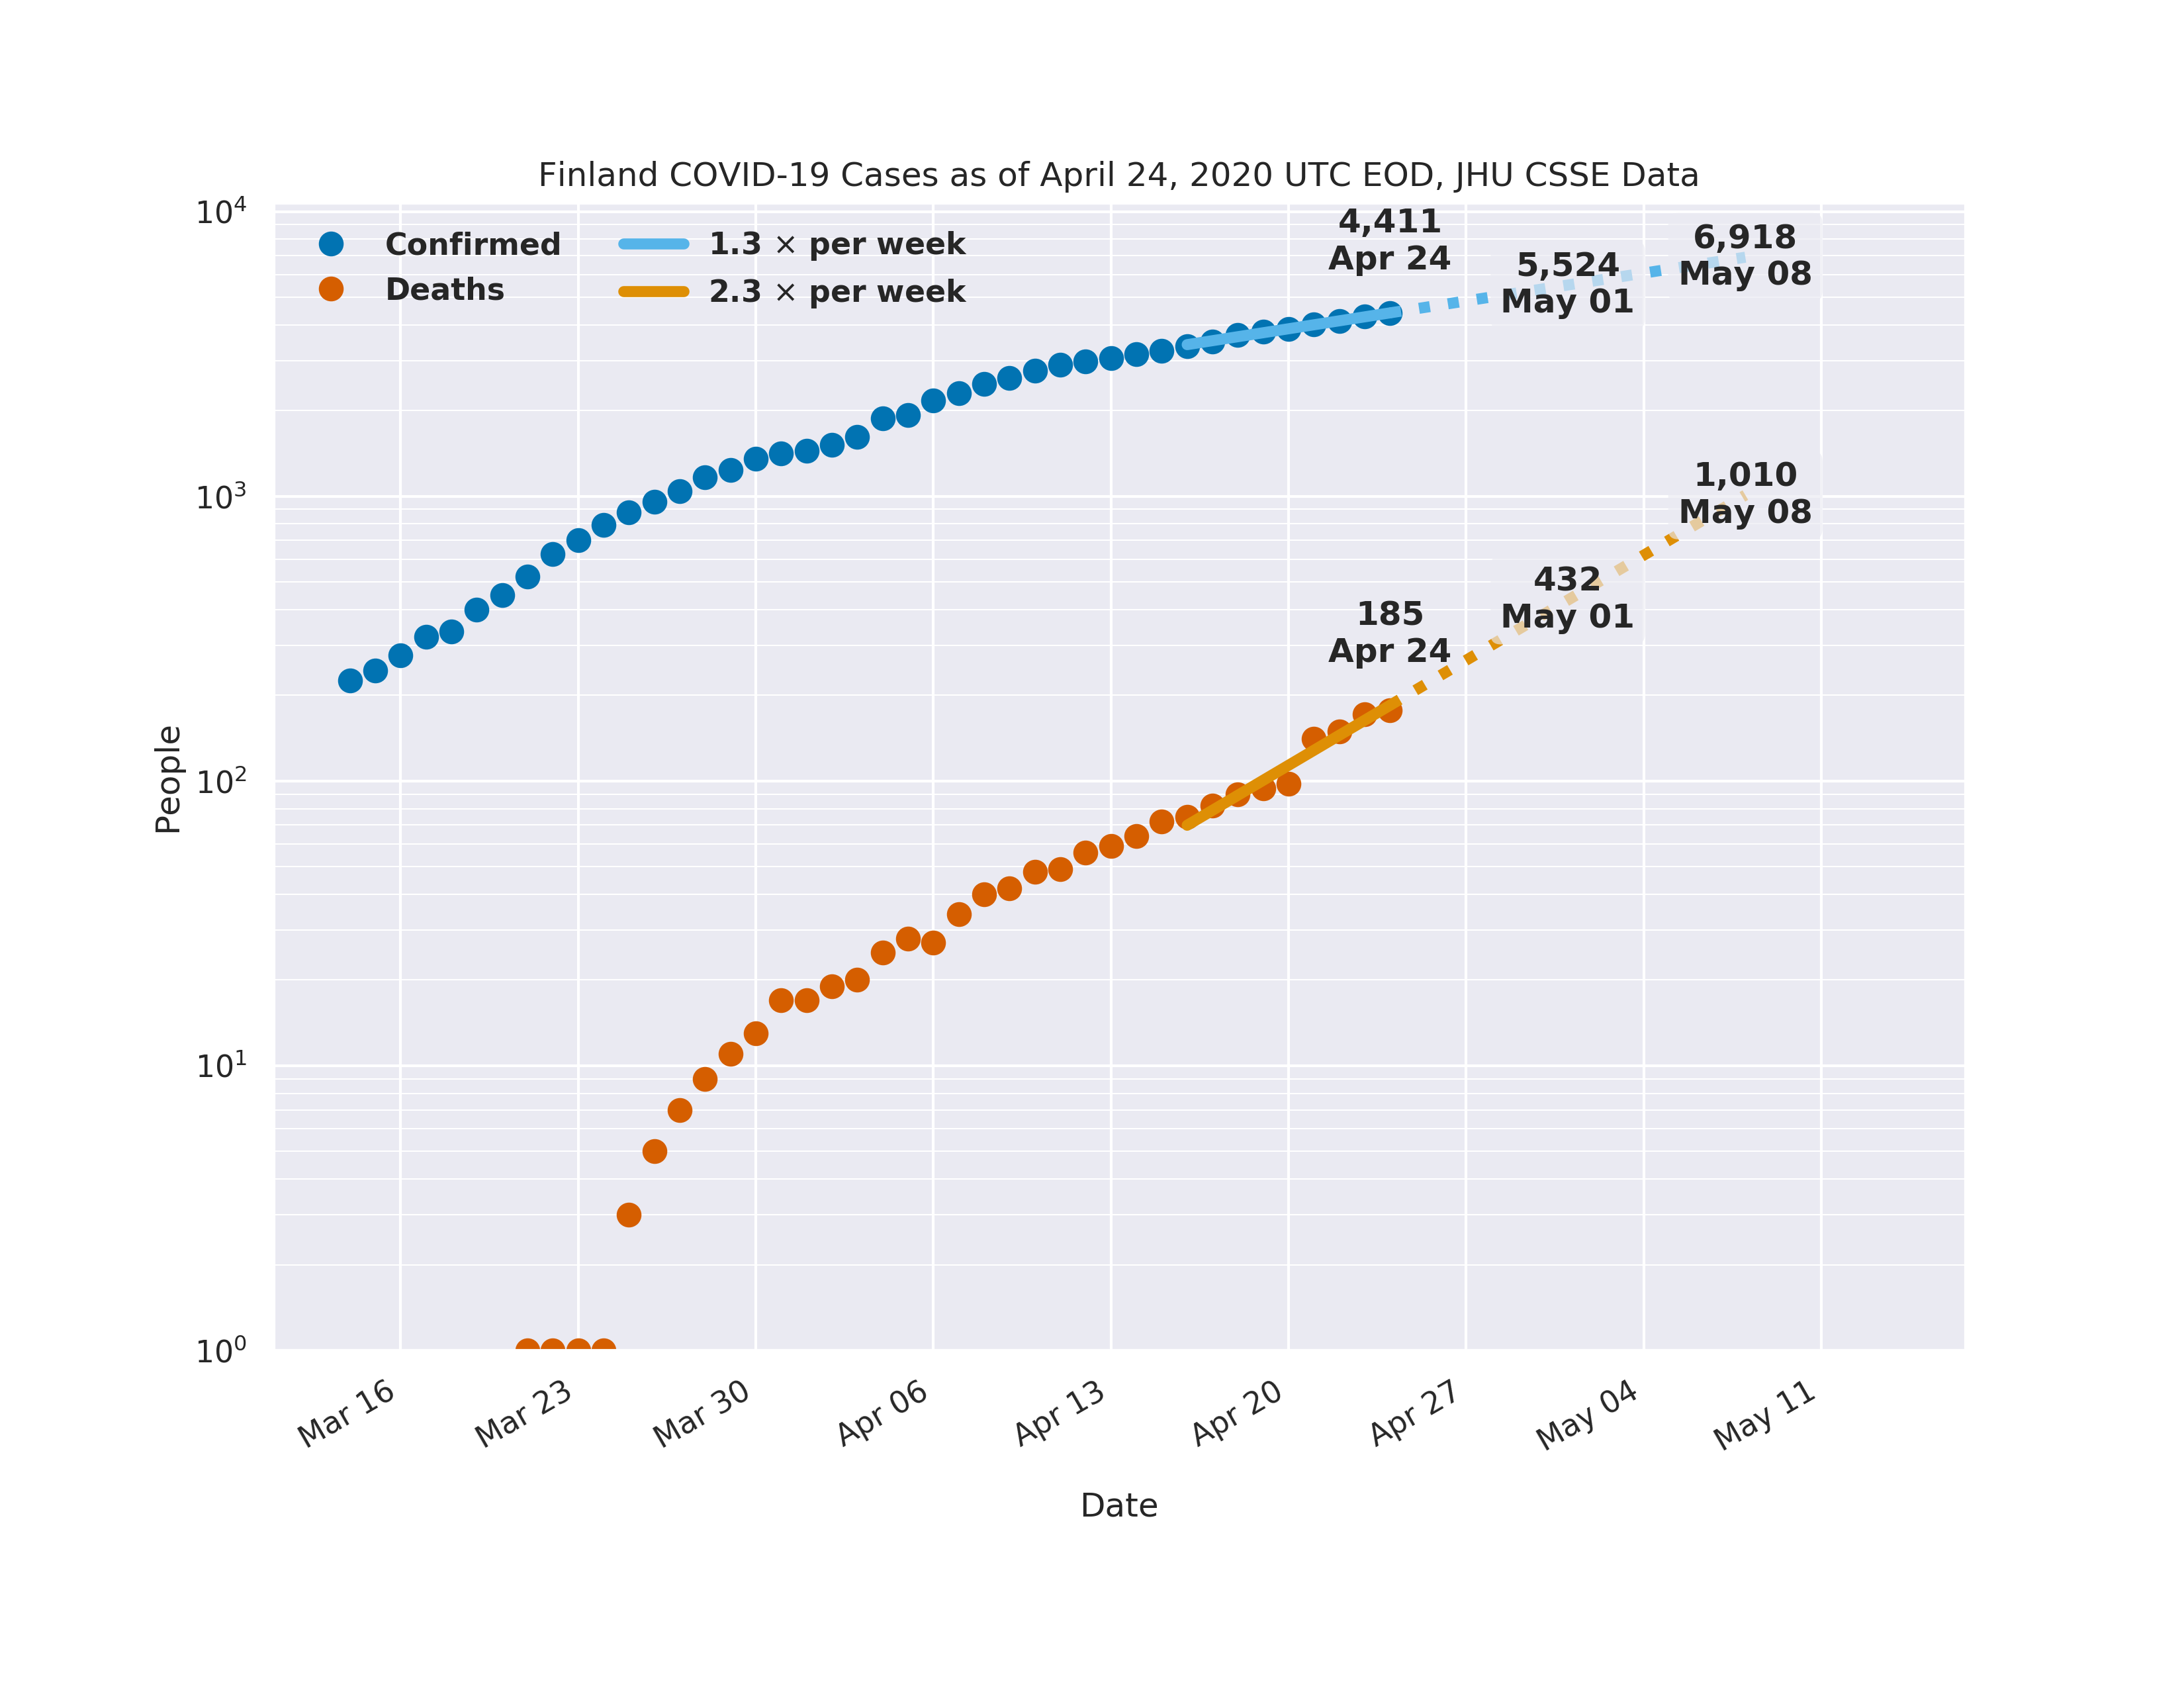 Finland COVID-19 Cases as of April 24, 2020 UTC EOD, JHU CSSE Data
Confirmed
Deaths
1.3 × per week
2.3 × per week
4,411
Apr 24
5,524
May 01
6,918
May 08
1,010
May 08
432
May 01
185
Apr 24
People
10⁴
10³
10²
10¹
10⁰
Mar 16
Mar 23
Mar 30
Apr 06
Apr 13
Apr 20
Apr 27
May 04
May 11
Date